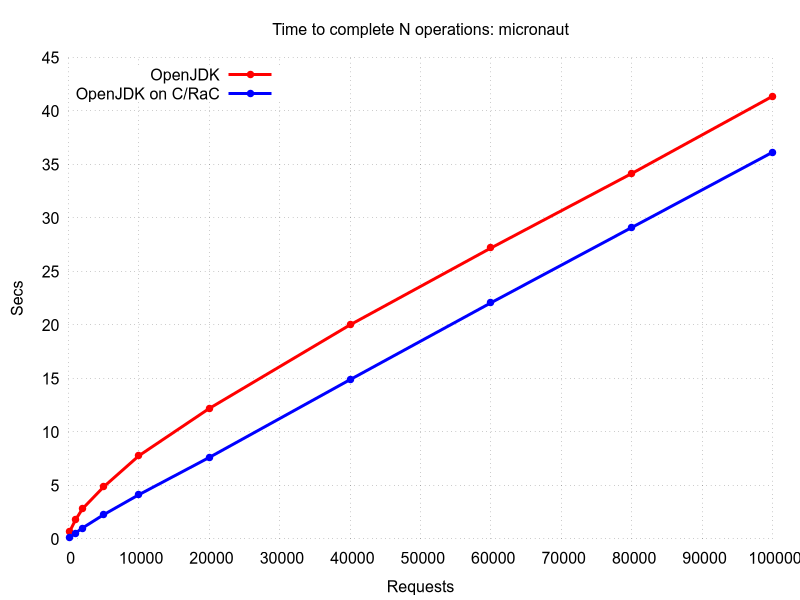 Time to complete N operations: micronaut
OpenJDK
OpenJDK on C/RaC
45
40
35
30
25
20
15
10
5
0
Secs
0 10000 20000 30000 40000 50000 60000 70000 80000 90000 100000
Requests